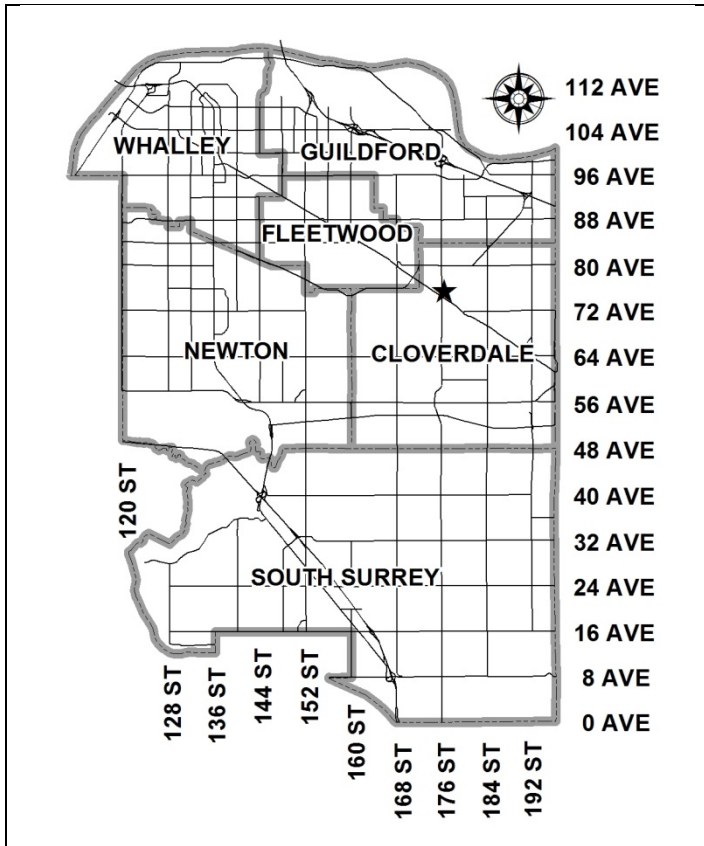 112 AVE
104 AVE
WHALLEY
GUILDFORD
96 AVE
88 AVE
FLEETWOOD
80 AVE
72 AVE
NEWTON
CLOVERDALE
64 AVE
56 AVE
48 AVE
120 ST
40 AVE
32 AVE
SOUTH SURREY
24 AVE
16 AVE
128 ST
136 ST
144 ST
152 ST
160 ST
168 ST
176 ST
184 ST
192 ST
8 AVE
0 AVE